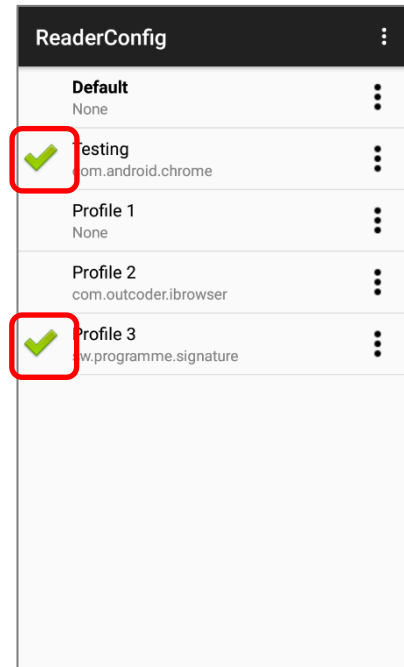 ReaderConfig
Default
None
Testing
com.android.chrome
Profile 1
None
Profile 2
com.outcoder.ibrowser
Profile 3
sw.programme.signature